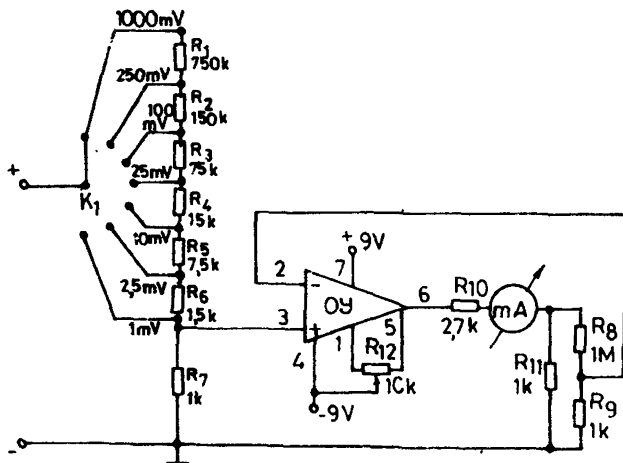 1000mV
R1
750k
250mV
R2
150k
100
mV
R3
75k
25mV
+
K1
R4
15k
10mV
R5
7,5k
2,5mV
R6
1,5k
1mV
R7
1k
-
+ 9V
2
-
7
ОУ
6
R10
2,7k
mA
3
+
4
1
5
R12
10k
-9V
R11
1k
R8
1M
R9
1k